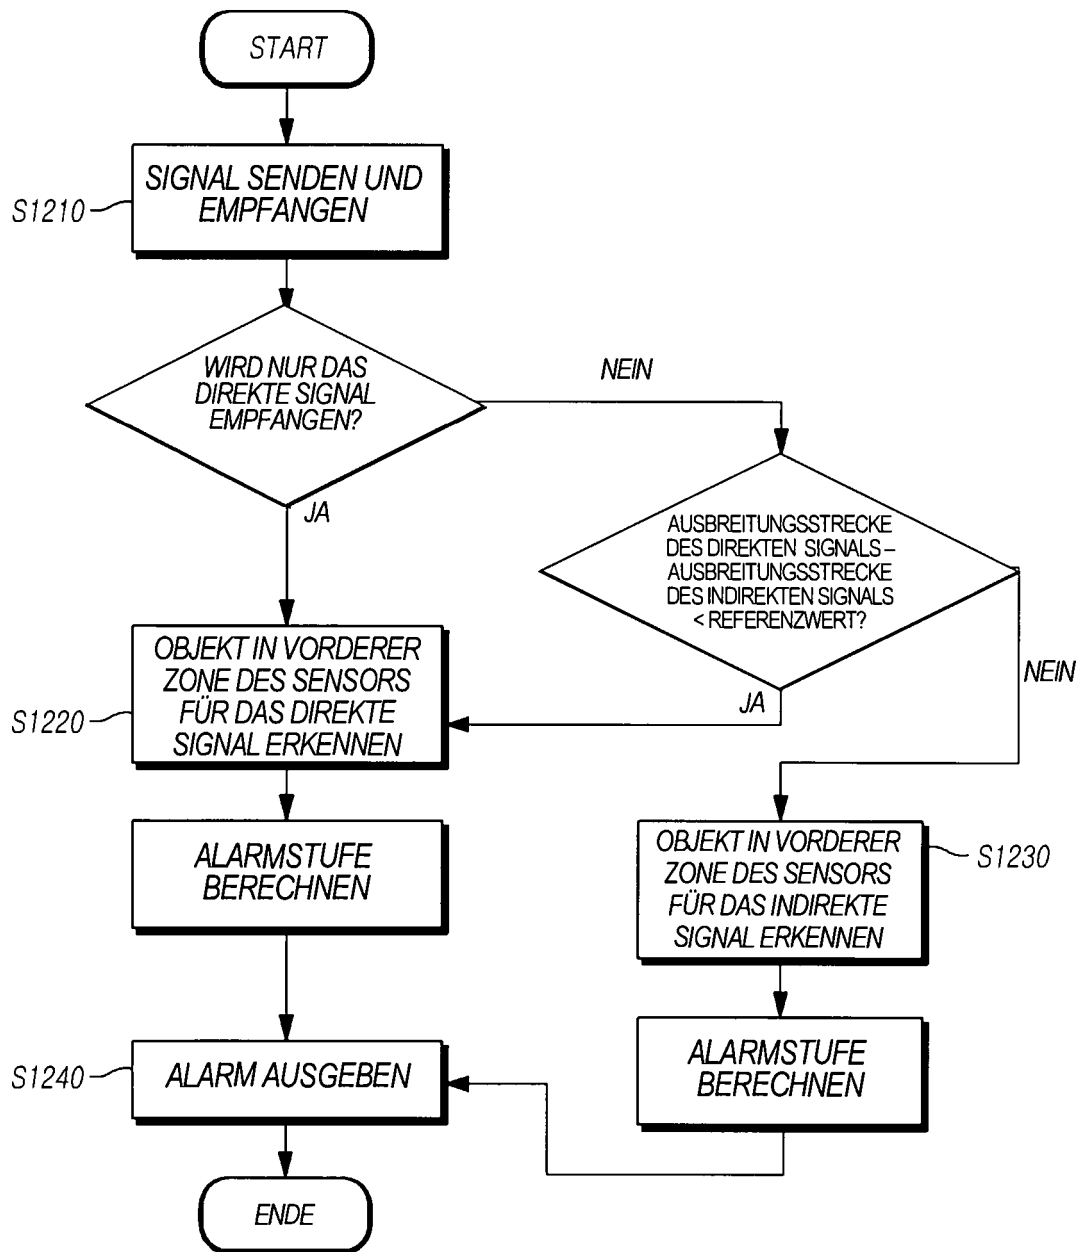 START
SIGNAL SENDEN UND
EMPFANGEN
S1210
WIRD NUR DAS
DIREKTE SIGNAL
EMPFANGEN?
NEIN
JA
AUSBREITUNGSSTRECKE
DES DIREKTEN SIGNALS –
AUSBREITUNGSSTRECKE
DES INDIREKTEN SIGNALS
< REFERENZWERT?
NEIN
JA
OBJEKT IN VORDERER
ZONE DES SENSORS
FÜR DAS DIREKTE
SIGNAL ERKENNEN
S1220
ALARMSTUFE
BERECHNEN
OBJEKT IN VORDERER
ZONE DES SENSORS
FÜR DAS INDIREKTE
SIGNAL ERKENNEN
S1230
ALARMSTUFE
BERECHNEN
S1240
ALARM AUSGEBEN
ENDE